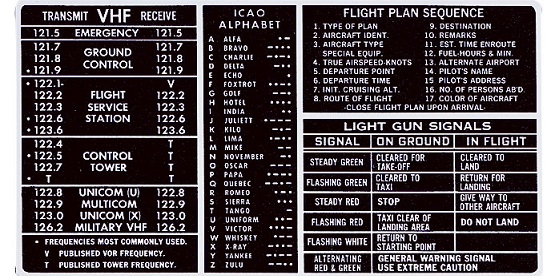 TRANSMIT VHF RECEIVE
121.5 EMERGENCY 121.5
121.7 GROUND 121.7
121.8 CONTROL 121.8
• 121.9 121.9
• 122.1- V
122.2 FLIGHT 122.2
122.3 SERVICE 122.3
• 122.6 STATION 122.6
• 123.6 123.6
122.4 T
• 122.5 CONTROL T
122.7 TOWER T
• T T
122.8 UNICOM (U) 122.8
122.9 MULTICOM 122.9
123.0 UNICOM (X) 123.0
126.2 MILITARY VHF 126.2
• FREQUENCIES MOST COMMONLY USED.
V PUBLISHED VOR FREQUENCY.
T PUBLISHED TOWER FREQUENCY.
ICAO
ALPHABET
A ALFA
B BRAVO
C CHARLIE
D DELTA
E ECHO
F FOXTROT
G GOLF
H HOTEL
I INDIA
J JULIETT
K KILO
L LIMA
M MIKE
N NOVEMBER
O OSCAR
P PAPA
Q QUEBEC
R ROMEO
S SIERRA
T TANGO
U UNIFORM
V VICTOR
W WHISKEY
X X-RAY
Y YANKEE
Z ZULU
FLIGHT PLAN SEQUENCE
1. TYPE OF PLAN
2. AIRCRAFT IDENT.
3. AIRCRAFT TYPE
SPECIAL EQUIP.
4. TRUE AIRSPEED-KNOTS
5. DEPARTURE POINT
6. DEPARTURE TIME
7. INIT. CRUISING ALT.
8. ROUTE OF FLIGHT
9. DESTINATION
10. REMARKS
11. EST. TIME ENROUTE
12. FUEL-HOURS & MIN.
13. ALTERNATE AIRPORT
14. PILOT'S NAME
15. PILOT'S ADDRESS
16. NO. OF PERSONS AB'D.
17. COLOR OF AIRCRAFT
-CLOSE FLIGHT PLAN UPON ARRIVAL-
LIGHT GUN SIGNALS
SIGNAL ON GROUND IN FLIGHT
STEADY GREEN CLEARED FOR TAKE-OFF CLEARED TO LAND
FLASHING GREEN CLEARED TO TAXI RETURN FOR LANDING
STEADY RED STOP GIVE WAY TO OTHER AIRCRAFT
FLASHING RED TAXI CLEAR OF LANDING AREA DO NOT LAND
FLASHING WHITE RETURN TO STARTING POINT
ALTERNATING RED & GREEN GENERAL WARNING SIGNAL USE EXTREME CAUTION